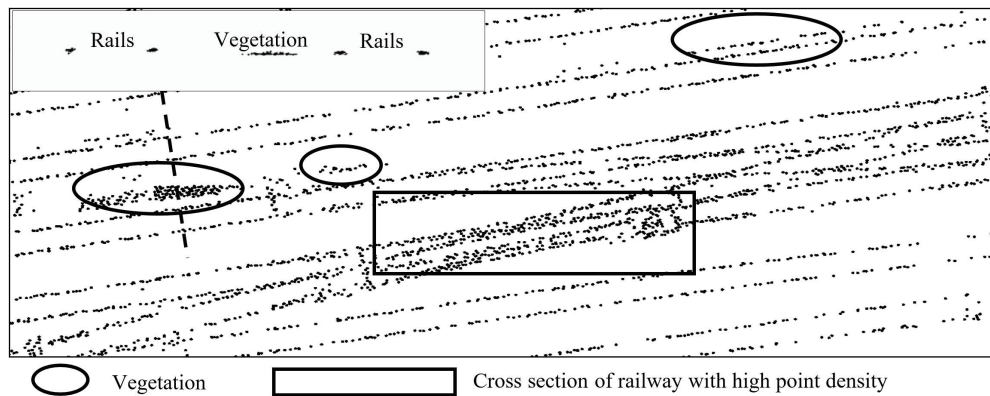 Rails Vegetation Rails
Vegetation
Cross section of railway with high point density